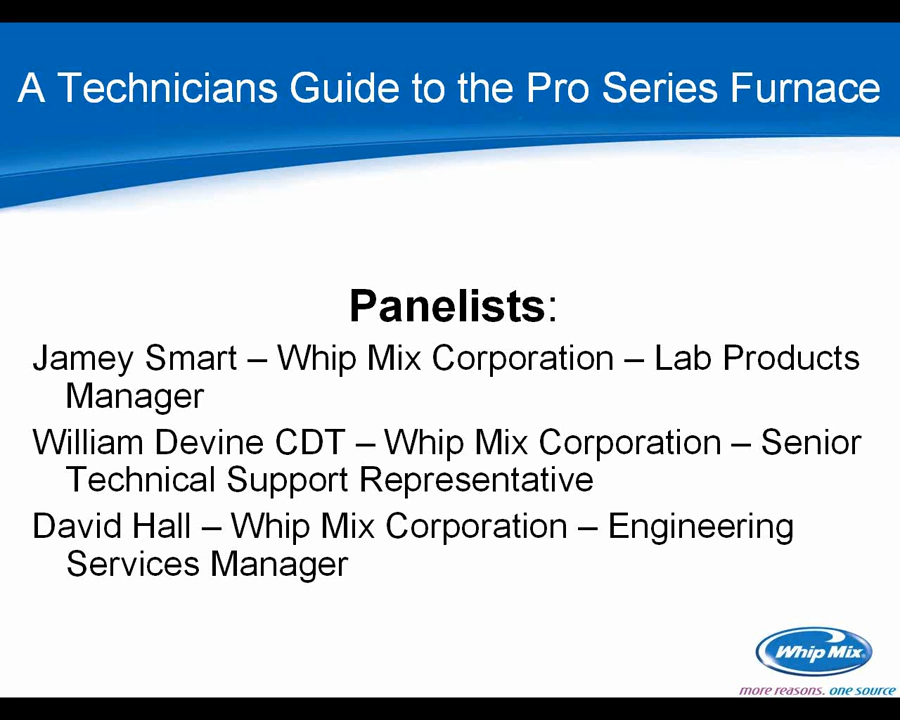 A Technicians Guide to the Pro Series Furnace
Panelists:
Jamey Smart – Whip Mix Corporation – Lab Products
Manager
William Devine CDT – Whip Mix Corporation – Senior
Technical Support Representative
David Hall – Whip Mix Corporation – Engineering
Services Manager
Whip Mix®
more reasons. one source